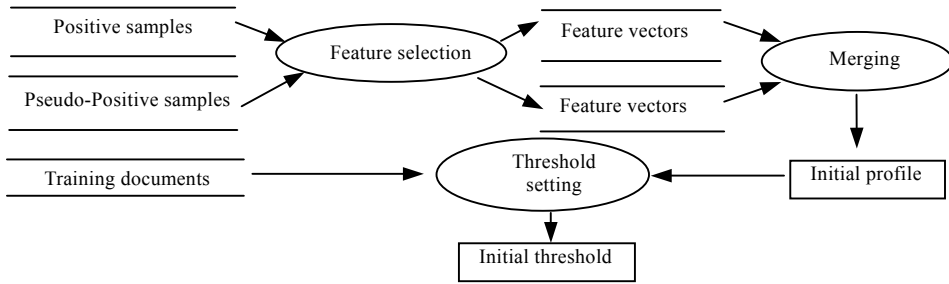 Positive samples
Feature selection
Feature vectors
Merging
Pseudo-Positive samples
Feature vectors
Training documents
Threshold
setting
Initial profile
Initial threshold